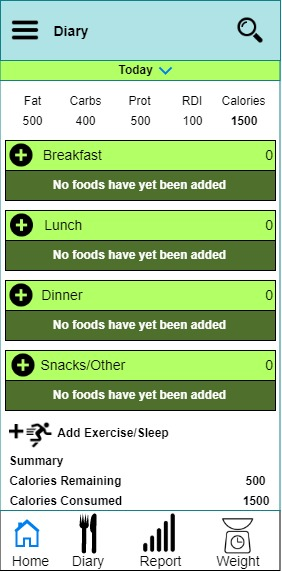 Diary
Today
Fat Carbs Prot RDI Calories
500 400 500 100 1500
Breakfast 0
No foods have yet been added
Lunch 0
No foods have yet been added
Dinner 0
No foods have yet been added
Snacks/Other 0
No foods have yet been added
Add Exercise/Sleep
Summary
Calories Remaining 500
Calories Consumed 1500
Home Diary Report Weight